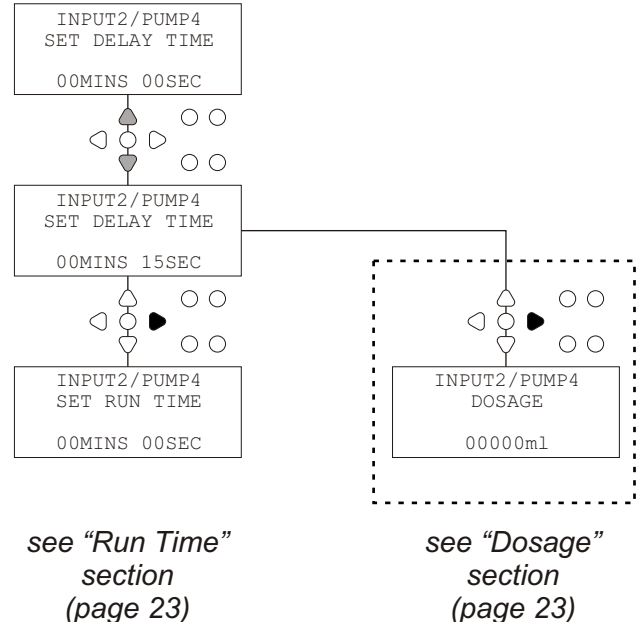 INPUT2/PUMP4
SET DELAY TIME
00MINS 00SEC
INPUT2/PUMP4
SET DELAY TIME
00MINS 15SEC
INPUT2/PUMP4
SET RUN TIME
00MINS 00SEC
see “Run Time”
section
(page 23)
INPUT2/PUMP4
DOSAGE
00000ml
see “Dosage”
section
(page 23)